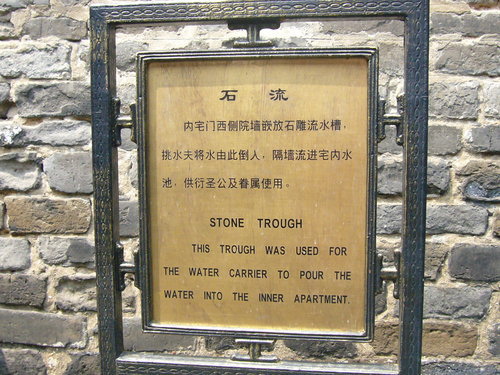 石 流
内宅门西侧院墙嵌放石雕流水槽，
挑水夫将水由此倒入，隔墙流进宅内水
池，供衍圣公及眷属使用。
STONE TROUGH
THIS TROUGH WAS USED FOR
THE WATER CARRIER TO POUR THE
WATER INTO THE INNER APARTMENT.